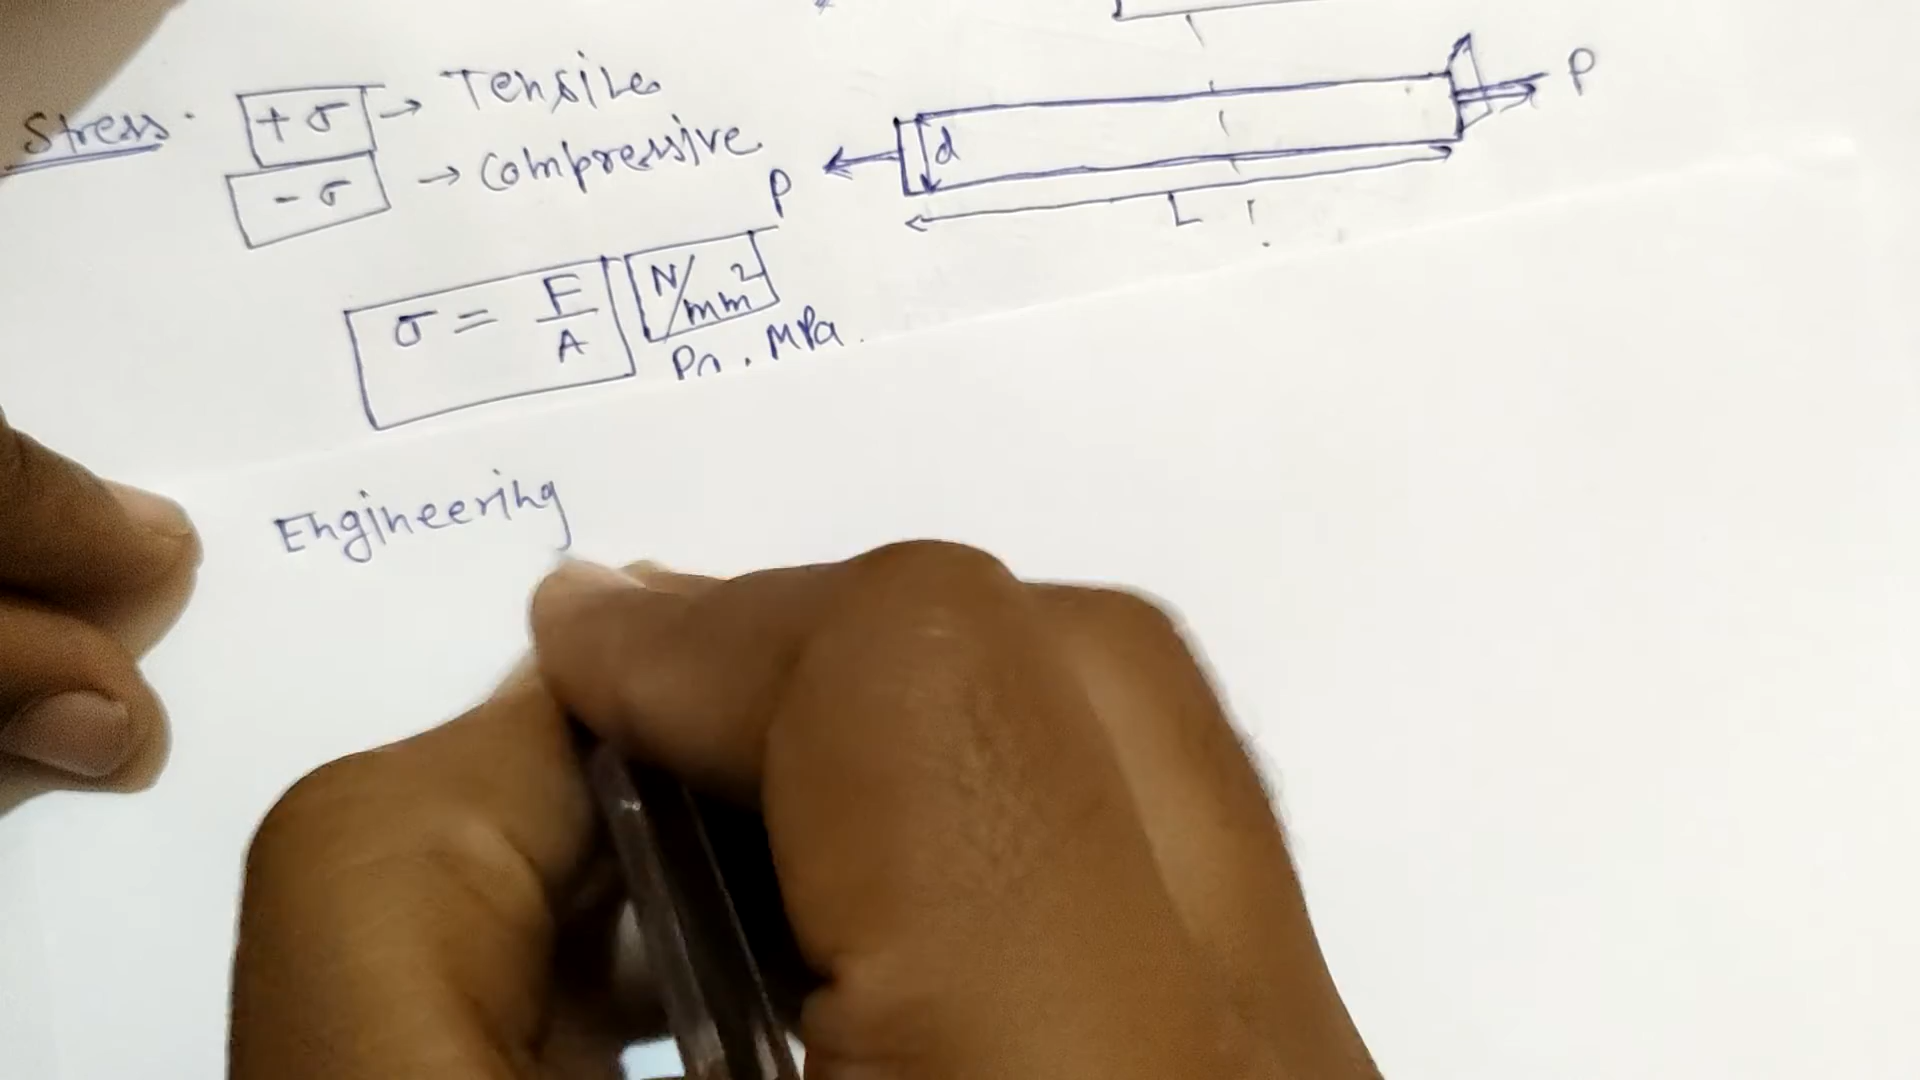 Stress. +σ → Tensile
-σ → Compressive
P ← d → P
L
σ = F/A N/mm²
Pa, MPa.
Engineering